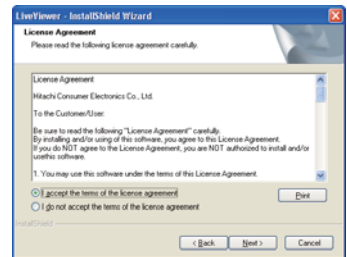 LiveViewer - InstallShield Wizard
License Agreement
Please read the following license agreement carefully.
License Agreement
Hitachi Consumer Electronics Co., Ltd.
To the Customer/User:
Be sure to read the following "License Agreement" carefully.
By installing and/or using of this software, you agree to this License Agreement.
If you do NOT agree to the License Agreement, you are NOT authorized to install and/or
usethis software.
1. You may use this software under the terms of this License Agreement.
I accept the terms of the license agreement
Print
I do not accept the terms of the license agreement
InstallShield
< Back Next > Cancel